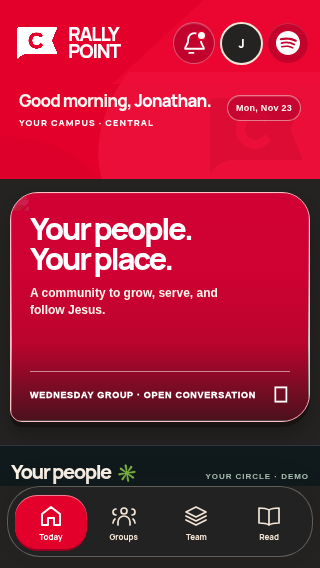 RALLY
POINT
J
Good morning, Jonathan.
Mon, Nov 23
YOUR CAMPUS · CENTRAL
Your people.
Your place.
A community to grow, serve, and
follow Jesus.
WEDNESDAY GROUP · OPEN CONVERSATION
Your people
YOUR CIRCLE · DEMO
Today
Groups
Team
Read